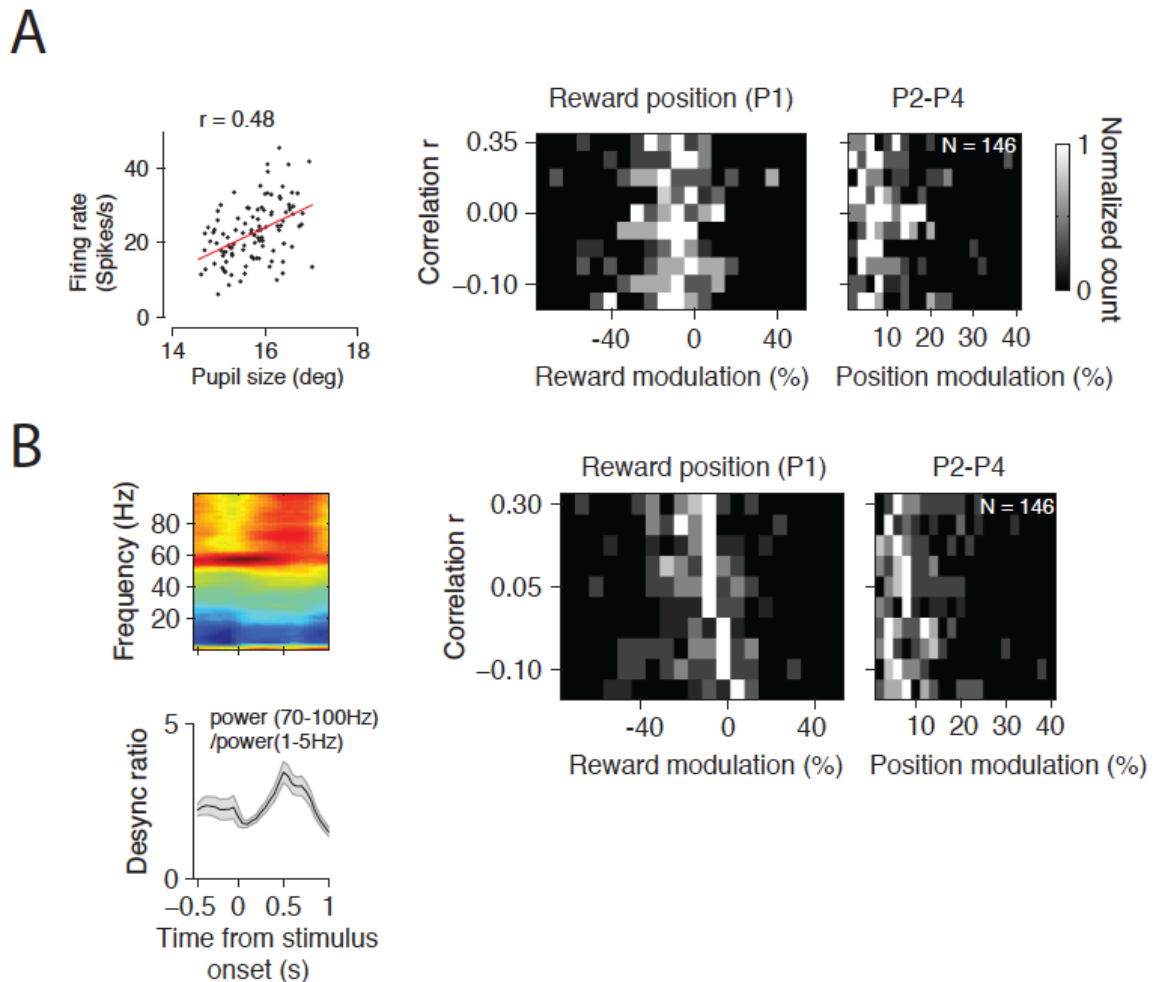 A
r = 0.48
Firing rate
(Spikes/s)
40
20
0
14
16
18
Pupil size (deg)
Reward position (P1)
P2-P4
N = 146
Correlation r
0.35
0.00
−0.10
-40
0
40
Reward modulation (%)
10
20
30
40
Position modulation (%)
1
0
Normalized count
B
Frequency (Hz)
80
60
40
20
Desync ratio
5
0
power (70-100Hz)
/power(1-5Hz)
−0.5
0
0.5
1
Time from stimulus
onset (s)
Reward position (P1)
P2-P4
N = 146
Correlation r
0.30
0.05
−0.10
-40
0
40
Reward modulation (%)
10
20
30
40
Position modulation (%)